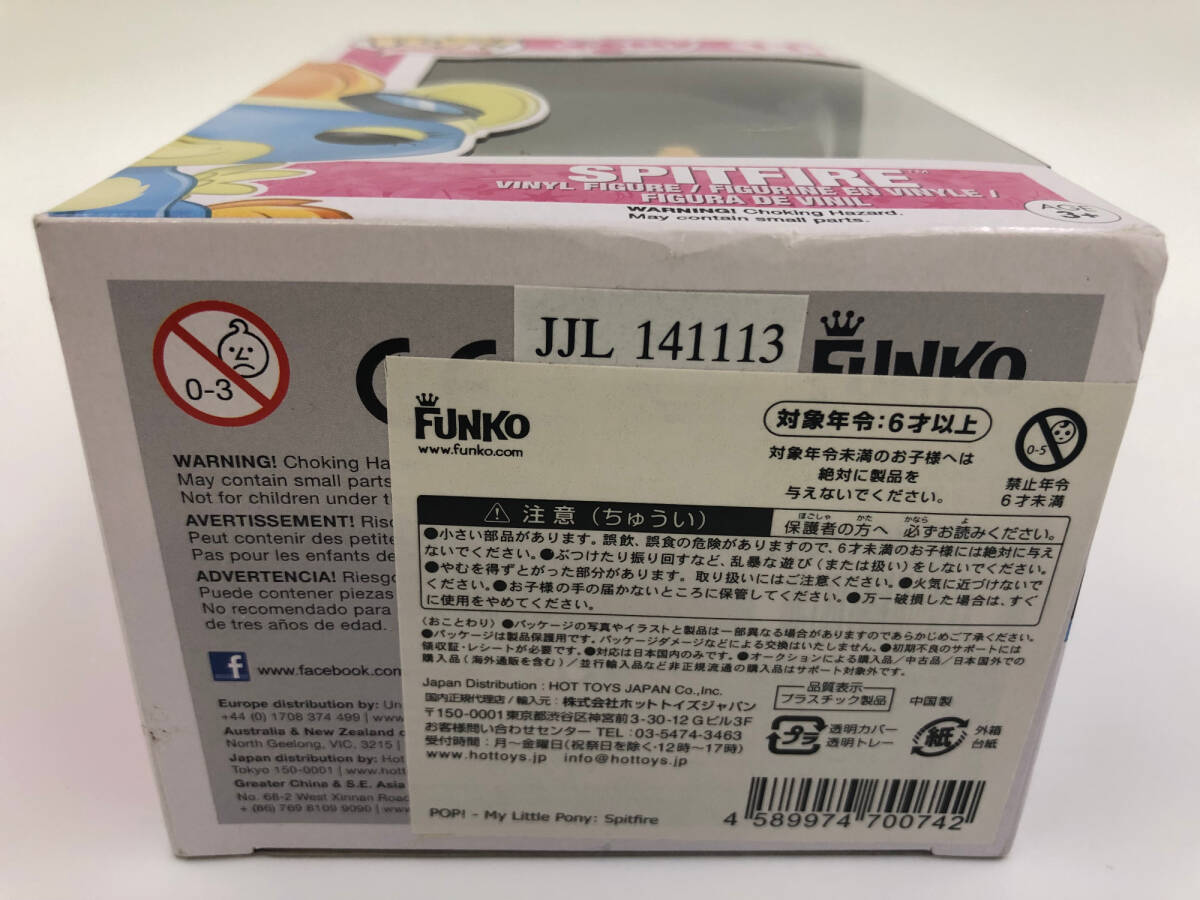 SPITFIRE™
VINYL FIGURE / FIGURINE EN VINYLE /
FIGURA DE VINIL
WARNING! Choking Hazard.
May contain small parts.
AGE
3+
0-3
JJL 141113
FUNKO
WARNING! Choking Ha
May contain small parts
Not for children under t
AVERTISSEMENT! Ris
Peut contenir des petite
Pas pour les enfants de
ADVERTENCIA! Riesgo
Puede contener piezas
No recomendado para
de tres años de edad.
f
www.facebook.com
Europe distribution by: Un
+44 (0) 1708 374 499 | www
Australia & New Zealand d
North Geelong, VIC, 3215 |
Japan distribution by: Hot
Tokyo 150-0001 | www.hott
Greater China & S.E. Asia
No. 68-2 West Xinnan Road
+ (86) 769 8109 9090 | www
FUNKO
www.funko.com
対象年令:6才以上
対象年令未満のお子様へは
絶対に製品を
与えないでください。
0-5
禁止年令
6才未満
注意(ちゅうい)
保護者の方へ 必ずお読みください。
●小さい部品があります。誤飲、誤食の危険がありますので、6才未満のお子様には絶対に与え
ないでください。●ぶつけたり振り回すなど、乱暴な遊び(または扱い)をしないでください。
●やむを得ずとがった部分があります。取り扱いにはご注意ください。●火気に近づけないで
ください。●お子様の手の届かないところに保管してください。●万一破損した場合は、すぐ
に使用をやめてください。
(おことわり)●パッケージの写真やイラストと製品は一部異なる場合がありますのであらかじめご了承ください。
●パッケージは製品保護用です。パッケージダメージなどによる交換はいたしません。●初期不良のサポートには
領収証・レシートが必要です。●対応は日本国内のみです。●オークションによる購入品/中古品/日本国外での
購入品(海外通販を含む)/並行輸入品など非正規流通の購入品はサポート対象外です。
Japan Distribution : HOT TOYS JAPAN Co.,Inc.
国内正規代理店/輸入元:株式会社ホットトイズジャパン
〒150-0001東京都渋谷区神宮前3-30-12Gビル3F
お客様問い合わせセンター TEL:03-5474-3463
受付時間:月〜金曜日(祝祭日を除く・12時〜17時)
www.hottoys.jp info@hottoys.jp
品質表示
プラスチック製品
中国製
プラ
透明カバー
透明トレー
紙
外箱
台紙
POP! - My Little Pony: Spitfire
4 589974 700742